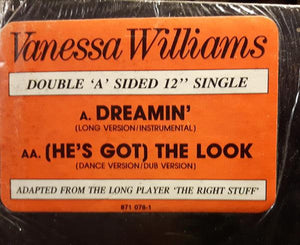 Vanessa Williams
DOUBLE 'A' SIDED 12" SINGLE
A. DREAMIN'
(LONG VERSION/INSTRUMENTAL)
AA. (HE'S GOT) THE LOOK
(DANCE VERSION/DUB VERSION)
ADAPTED FROM THE LONG PLAYER 'THE RIGHT STUFF'
871 078-1